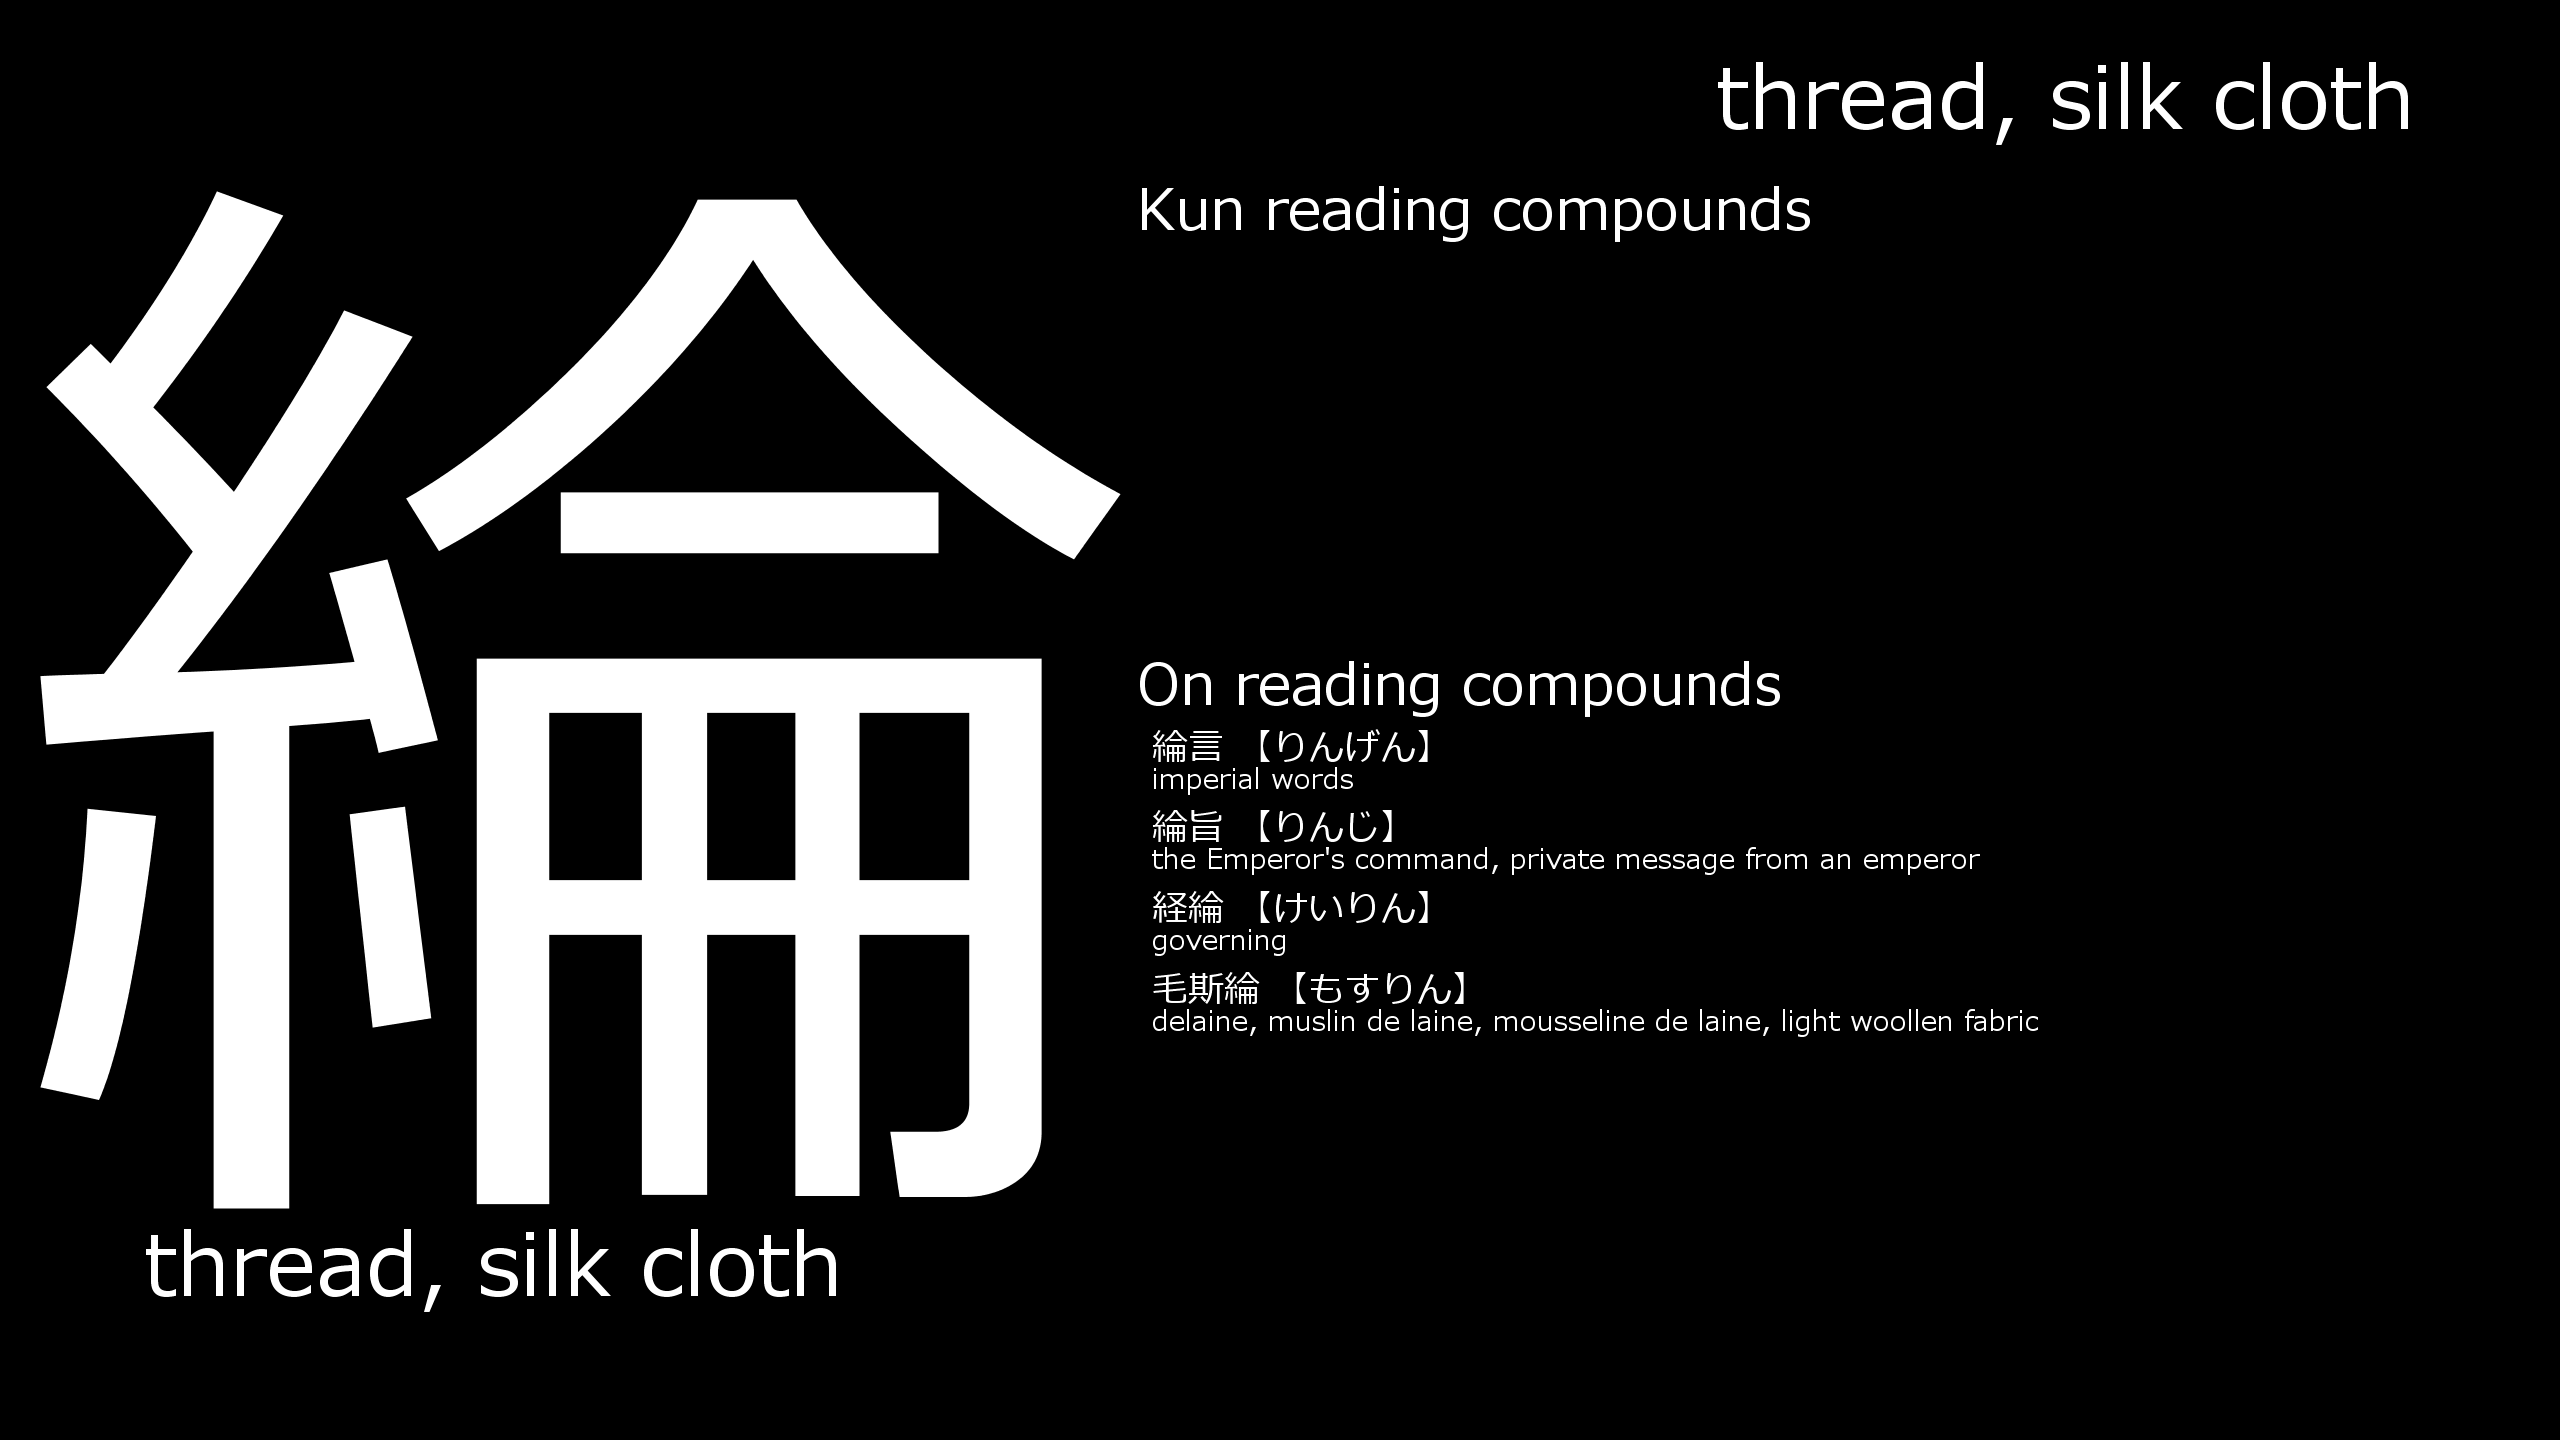 thread, silk cloth
Kun reading compounds
綸
On reading compounds
綸言 【りんげん】
imperial words
綸旨 【りんじ】
the Emperor's command, private message from an emperor
経綸 【けいりん】
governing
毛斯綸 【もすりん】
delaine, muslin de laine, mousseline de laine, light woollen fabric
thread, silk cloth